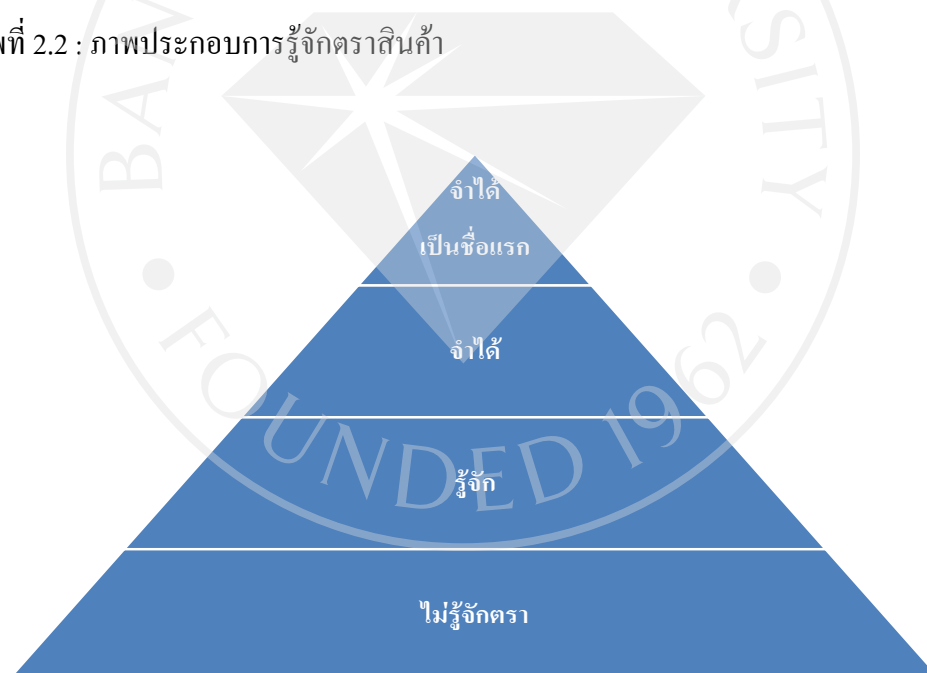 ที่ 2.2 : ภาพประกอบการรู้จักตราสินค้า
จำได้
เป็นชื่อแรก
จำได้
รู้จัก
ไม่รู้จักตรา
FOUNDED 1962